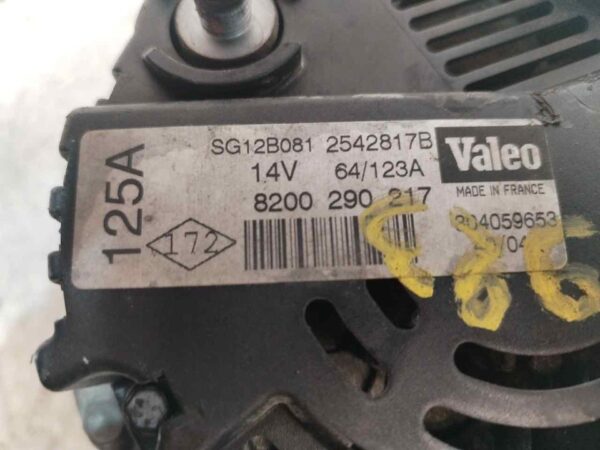 125A
SG12B081 2542817B
14V 64/123A
8200 290 217
172
Valeo
MADE IN FRANCE